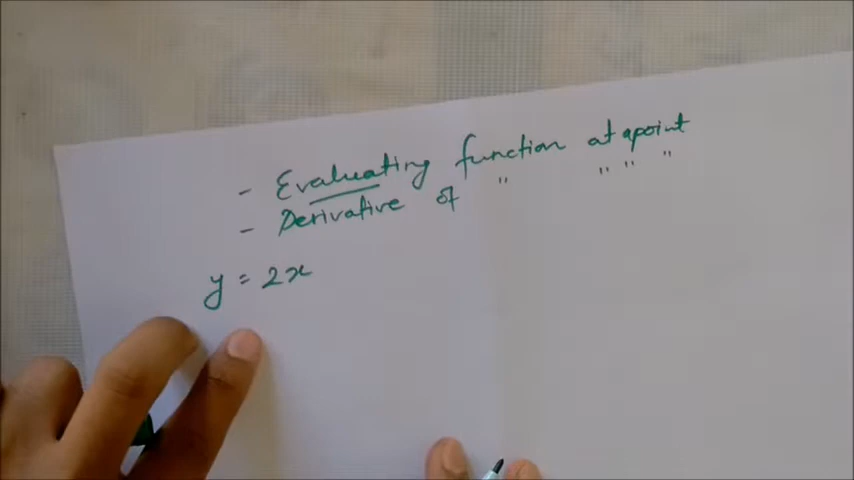 - Evaluating function at a point
- Derivative of " " " "
y = 2x